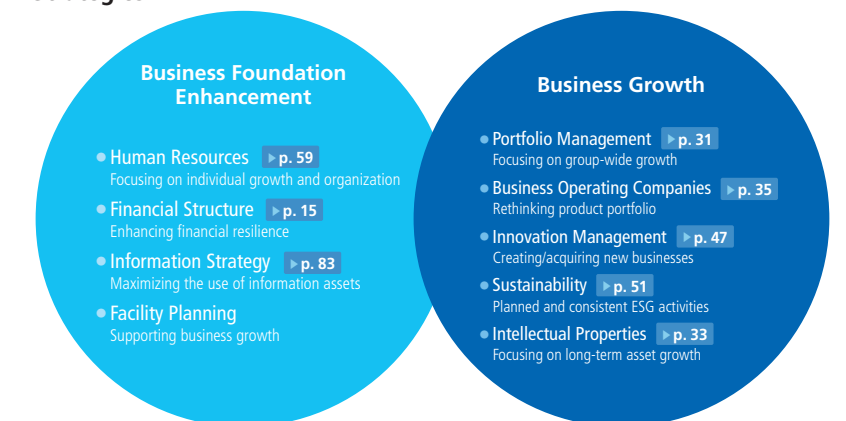 Business Foundation
Enhancement
● Human Resources ▶p. 59
Focusing on individual growth and organization
● Financial Structure ▶p. 15
Enhancing financial resilience
● Information Strategy ▶p. 83
Maximizing the use of information assets
● Facility Planning
Supporting business growth
Business Growth
● Portfolio Management ▶p. 31
Focusing on group-wide growth
● Business Operating Companies ▶p. 35
Rethinking product portfolio
● Innovation Management ▶p. 47
Creating/acquiring new businesses
● Sustainability ▶p. 51
Planned and consistent ESG activities
● Intellectual Properties ▶p. 33
Focusing on long-term asset growth